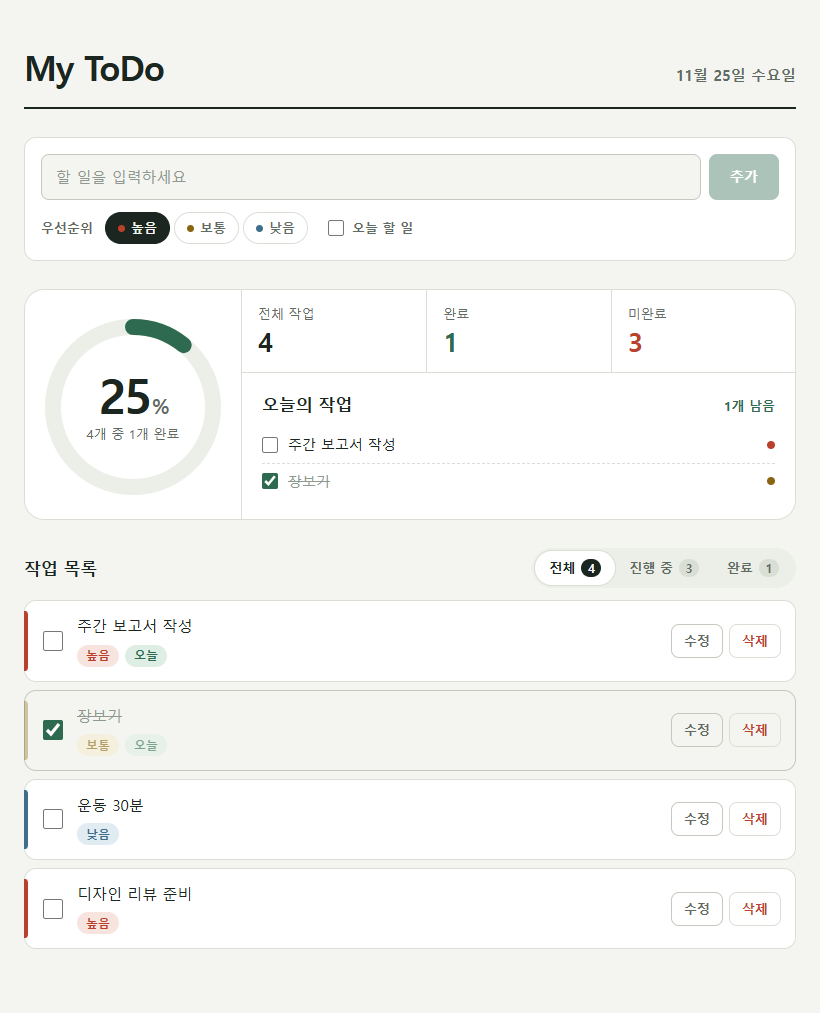 My ToDo
11월 25일 수요일
할 일을 입력하세요
추가
우선순위 높음 보통 낮음 오늘 할 일
25%
4개 중 1개 완료
전체 작업
4
완료
1
미완료
3
오늘의 작업
1개 남음
주간 보고서 작성
장보기
작업 목록
전체 4 진행 중 3 완료 1
주간 보고서 작성
높음 오늘
수정 삭제
장보기
보통 오늘
수정 삭제
운동 30분
낮음
수정 삭제
디자인 리뷰 준비
높음
수정 삭제